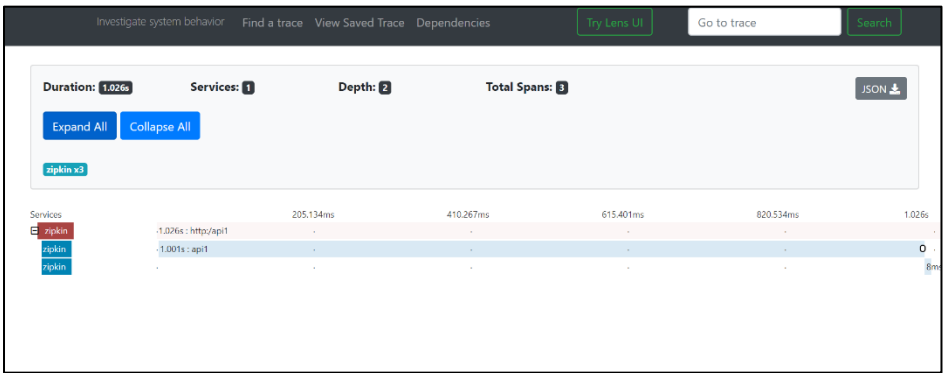 Investigate system behavior Find a trace View Saved Trace Dependencies Try Lens UI Go to trace Search
Duration: 1.026s Services: 1 Depth: 2 Total Spans: 3 JSON
Expand All Collapse All
zipkin x3
Services 205.134ms 410.267ms 615.401ms 820.534ms 1.026s
zipkin 1.026s : http:/api1
zipkin 1.001s : api1
zipkin 8ms